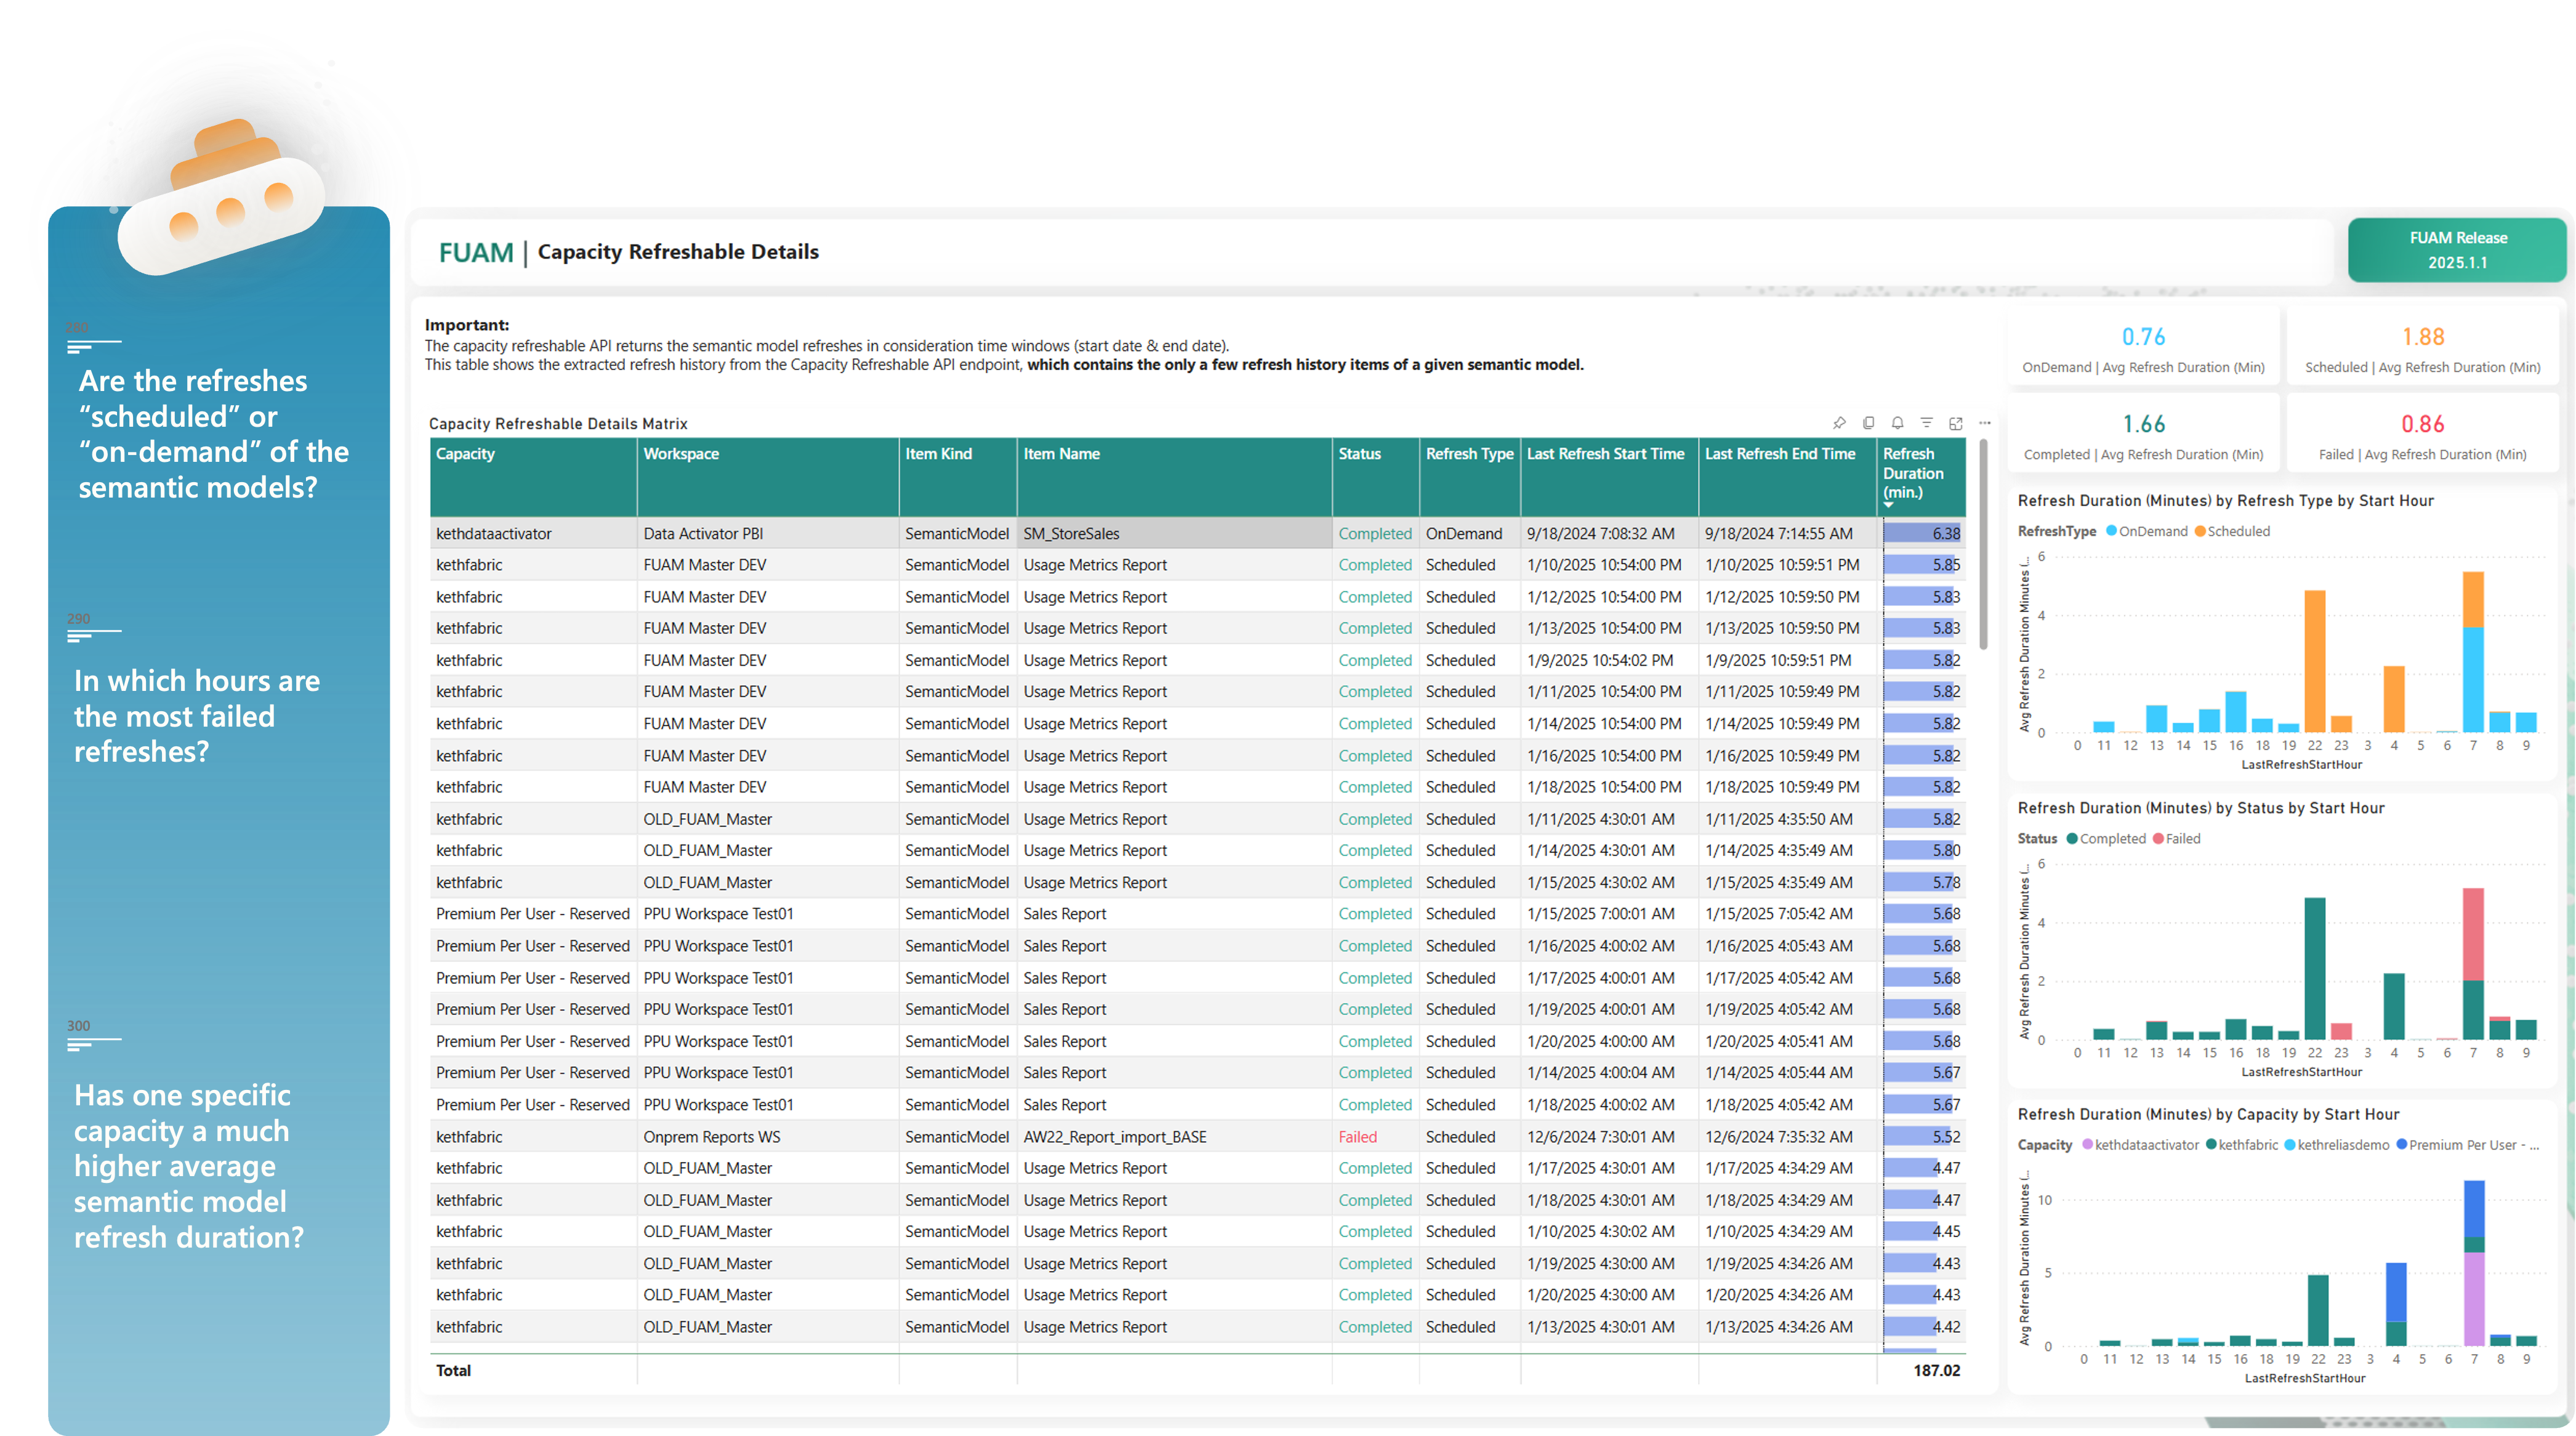 280
Are the refreshes
“scheduled” or
“on-demand” of the
semantic models?
290
In which hours are
the most failed
refreshes?
300
Has one specific
capacity a much
higher average
semantic model
refresh duration?
FUAM | Capacity Refreshable Details
FUAM Release
2025.1.1
Important:
The capacity refreshable API returns the semantic model refreshes in consideration time windows (start date & end date).
This table shows the extracted refresh history from the Capacity Refreshable API endpoint, which contains the only a few refresh history items of a given semantic model.
Capacity Refreshable Details Matrix
Capacity Workspace Item Kind Item Name Status Refresh Type Last Refresh Start Time Last Refresh End Time Refresh
Duration
(min.)
kethdataactivator Data Activator PBI SemanticModel SM_StoreSales Completed OnDemand 9/18/2024 7:08:32 AM 9/18/2024 7:14:55 AM 6.38
kethfabric FUAM Master DEV SemanticModel Usage Metrics Report Completed Scheduled 1/10/2025 10:54:00 PM 1/10/2025 10:59:51 PM 5.85
kethfabric FUAM Master DEV SemanticModel Usage Metrics Report Completed Scheduled 1/12/2025 10:54:00 PM 1/12/2025 10:59:50 PM 5.83
kethfabric FUAM Master DEV SemanticModel Usage Metrics Report Completed Scheduled 1/13/2025 10:54:00 PM 1/13/2025 10:59:50 PM 5.83
kethfabric FUAM Master DEV SemanticModel Usage Metrics Report Completed Scheduled 1/9/2025 10:54:02 PM 1/9/2025 10:59:51 PM 5.82
kethfabric FUAM Master DEV SemanticModel Usage Metrics Report Completed Scheduled 1/11/2025 10:54:00 PM 1/11/2025 10:59:49 PM 5.82
kethfabric FUAM Master DEV SemanticModel Usage Metrics Report Completed Scheduled 1/14/2025 10:54:00 PM 1/14/2025 10:59:49 PM 5.82
kethfabric FUAM Master DEV SemanticModel Usage Metrics Report Completed Scheduled 1/16/2025 10:54:00 PM 1/16/2025 10:59:49 PM 5.82
kethfabric FUAM Master DEV SemanticModel Usage Metrics Report Completed Scheduled 1/18/2025 10:54:00 PM 1/18/2025 10:59:49 PM 5.82
kethfabric OLD_FUAM_Master SemanticModel Usage Metrics Report Completed Scheduled 1/11/2025 4:30:01 AM 1/11/2025 4:35:50 AM 5.82
kethfabric OLD_FUAM_Master SemanticModel Usage Metrics Report Completed Scheduled 1/14/2025 4:30:01 AM 1/14/2025 4:35:49 AM 5.80
kethfabric OLD_FUAM_Master SemanticModel Usage Metrics Report Completed Scheduled 1/15/2025 4:30:02 AM 1/15/2025 4:35:49 AM 5.78
Premium Per User - Reserved PPU Workspace Test01 SemanticModel Sales Report Completed Scheduled 1/15/2025 7:00:01 AM 1/15/2025 7:05:42 AM 5.68
Premium Per User - Reserved PPU Workspace Test01 SemanticModel Sales Report Completed Scheduled 1/16/2025 4:00:02 AM 1/16/2025 4:05:43 AM 5.68
Premium Per User - Reserved PPU Workspace Test01 SemanticModel Sales Report Completed Scheduled 1/17/2025 4:00:01 AM 1/17/2025 4:05:42 AM 5.68
Premium Per User - Reserved PPU Workspace Test01 SemanticModel Sales Report Completed Scheduled 1/19/2025 4:00:01 AM 1/19/2025 4:05:42 AM 5.68
Premium Per User - Reserved PPU Workspace Test01 SemanticModel Sales Report Completed Scheduled 1/20/2025 4:00:00 AM 1/20/2025 4:05:41 AM 5.68
Premium Per User - Reserved PPU Workspace Test01 SemanticModel Sales Report Completed Scheduled 1/14/2025 4:00:04 AM 1/14/2025 4:05:44 AM 5.67
Premium Per User - Reserved PPU Workspace Test01 SemanticModel Sales Report Completed Scheduled 1/18/2025 4:00:02 AM 1/18/2025 4:05:42 AM 5.67
kethfabric Onprem Reports WS SemanticModel AW22_Report_import_BASE Failed Scheduled 12/6/2024 7:30:01 AM 12/6/2024 7:35:32 AM 5.52
kethfabric OLD_FUAM_Master SemanticModel Usage Metrics Report Completed Scheduled 1/17/2025 4:30:01 AM 1/17/2025 4:34:29 AM 4.47
kethfabric OLD_FUAM_Master SemanticModel Usage Metrics Report Completed Scheduled 1/18/2025 4:30:01 AM 1/18/2025 4:34:29 AM 4.47
kethfabric OLD_FUAM_Master SemanticModel Usage Metrics Report Completed Scheduled 1/10/2025 4:30:02 AM 1/10/2025 4:34:29 AM 4.45
kethfabric OLD_FUAM_Master SemanticModel Usage Metrics Report Completed Scheduled 1/19/2025 4:30:00 AM 1/19/2025 4:34:26 AM 4.43
kethfabric OLD_FUAM_Master SemanticModel Usage Metrics Report Completed Scheduled 1/20/2025 4:30:00 AM 1/20/2025 4:34:26 AM 4.43
kethfabric OLD_FUAM_Master SemanticModel Usage Metrics Report Completed Scheduled 1/13/2025 4:30:01 AM 1/13/2025 4:34:26 AM 4.42
Total 187.02
0.76
OnDemand | Avg Refresh Duration (Min)
1.88
Scheduled | Avg Refresh Duration (Min)
1.66
Completed | Avg Refresh Duration (Min)
0.86
Failed | Avg Refresh Duration (Min)
Refresh Duration (Minutes) by Refresh Type by Start Hour
RefreshType OnDemand Scheduled
Avg Refresh Duration Minutes (...
6
4
2
0
0 11 12 13 14 15 16 18 19 22 23 3 4 5 6 7 8 9
LastRefreshStartHour
Refresh Duration (Minutes) by Status by Start Hour
Status Completed Failed
Avg Refresh Duration Minutes (...
6
4
2
0
0 11 12 13 14 15 16 18 19 22 23 3 4 5 6 7 8 9
LastRefreshStartHour
Refresh Duration (Minutes) by Capacity by Start Hour
Capacity kethdataactivator kethfabric kethreliasdemo Premium Per User - ...
Avg Refresh Duration Minutes (...
10
5
0
0 11 12 13 14 15 16 18 19 22 23 3 4 5 6 7 8 9
LastRefreshStartHour